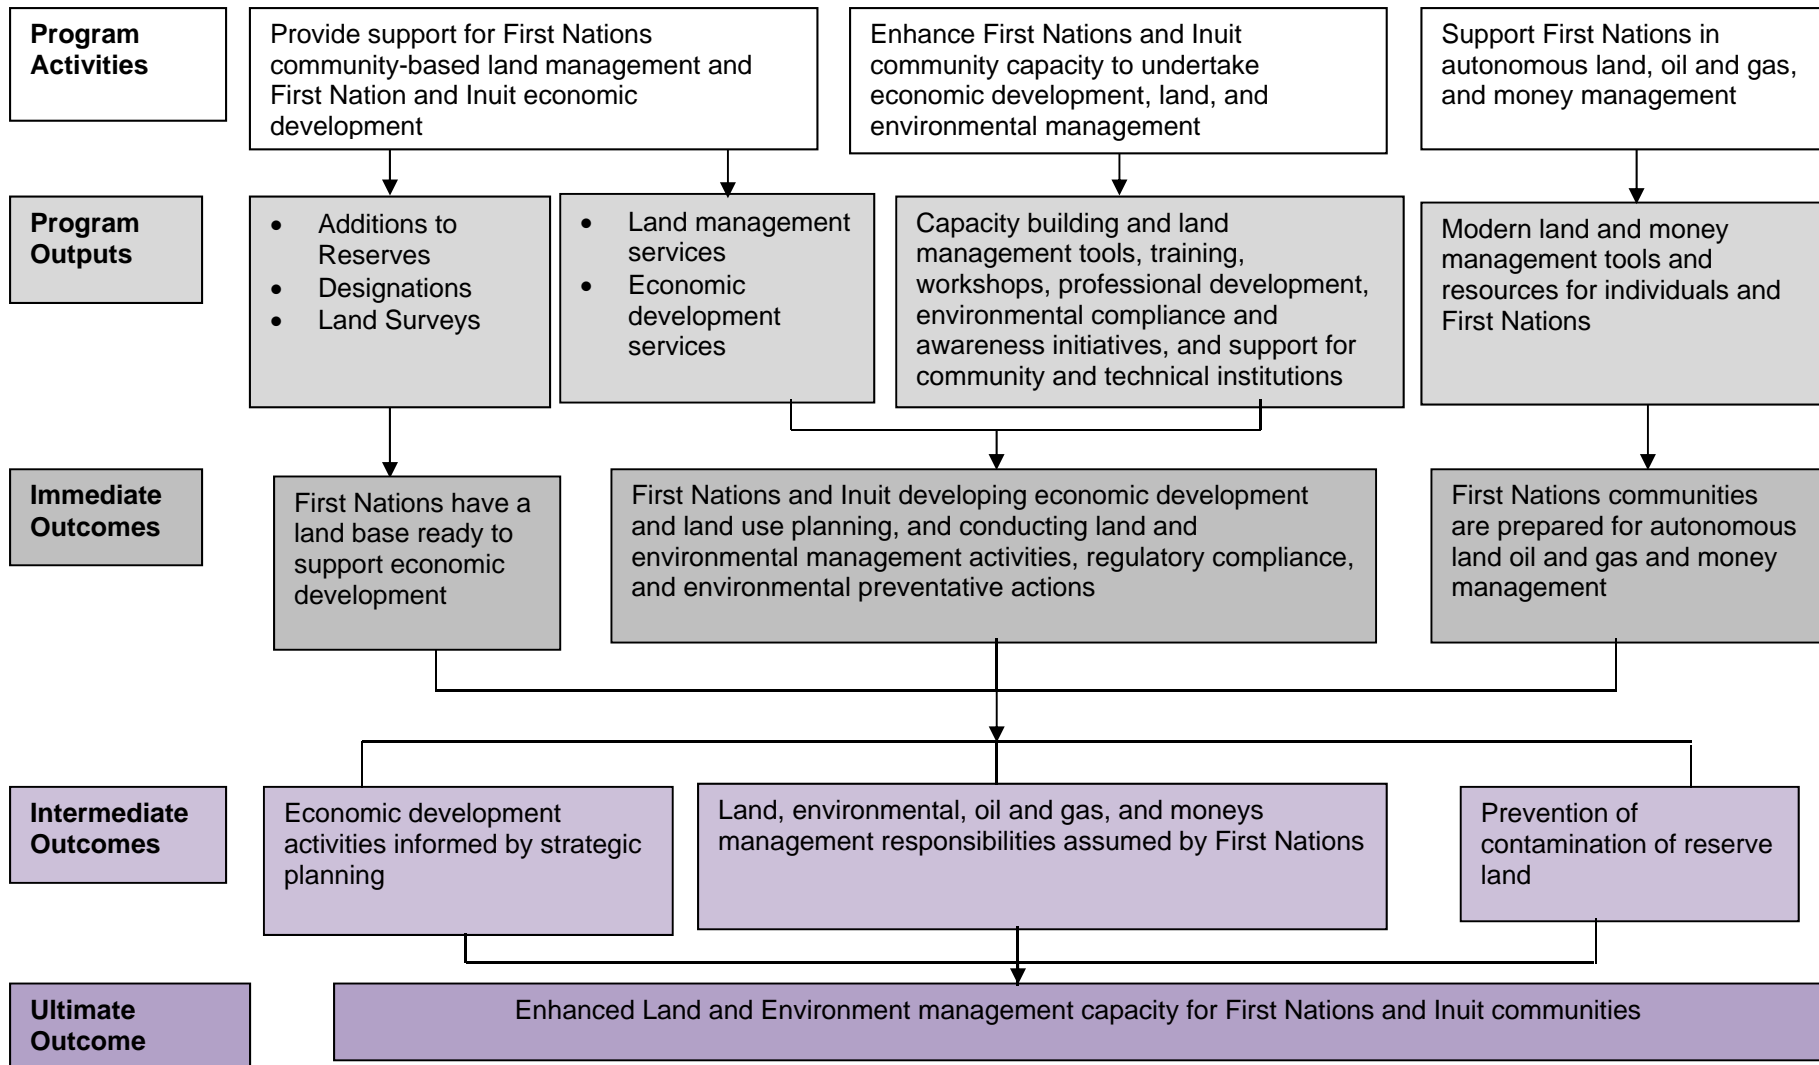 Program
Activities
Provide support for First Nations
community-based land management and
First Nation and Inuit economic
development
Enhance First Nations and Inuit
community capacity to undertake
economic development, land, and
environmental management
Support First Nations in
autonomous land, oil and gas,
and money management
Program
Outputs
• Additions to
Reserves
• Designations
• Land Surveys
• Land management
services
• Economic
development
services
Capacity building and land
management tools, training,
workshops, professional development,
environmental compliance and
awareness initiatives, and support for
community and technical institutions
Modern land and money
management tools and
resources for individuals and
First Nations
Immediate
Outcomes
First Nations have a
land base ready to
support economic
development
First Nations and Inuit developing economic development
and land use planning, and conducting land and
environmental management activities, regulatory compliance,
and environmental preventative actions
First Nations communities
are prepared for autonomous
land oil and gas and money
management
Intermediate
Outcomes
Economic development
activities informed by strategic
planning
Land, environmental, oil and gas, and moneys
management responsibilities assumed by First Nations
Prevention of
contamination of reserve
land
Ultimate
Outcome
Enhanced Land and Environment management capacity for First Nations and Inuit communities